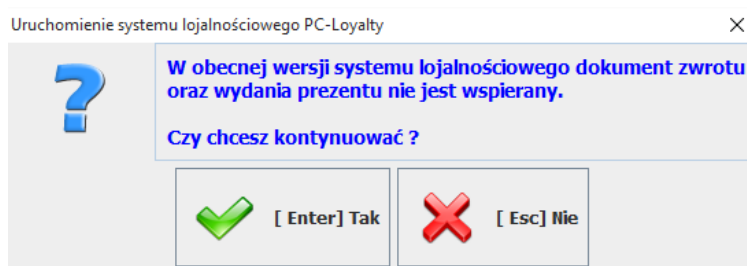 Uruchomienie systemu lojalnościowego PC-Loyalty
W obecnej wersji systemu lojalnościowego dokument zwrotu
oraz wydania prezentu nie jest wspierany.
Czy chcesz kontynuować ?
[ Enter] Tak
[ Esc] Nie